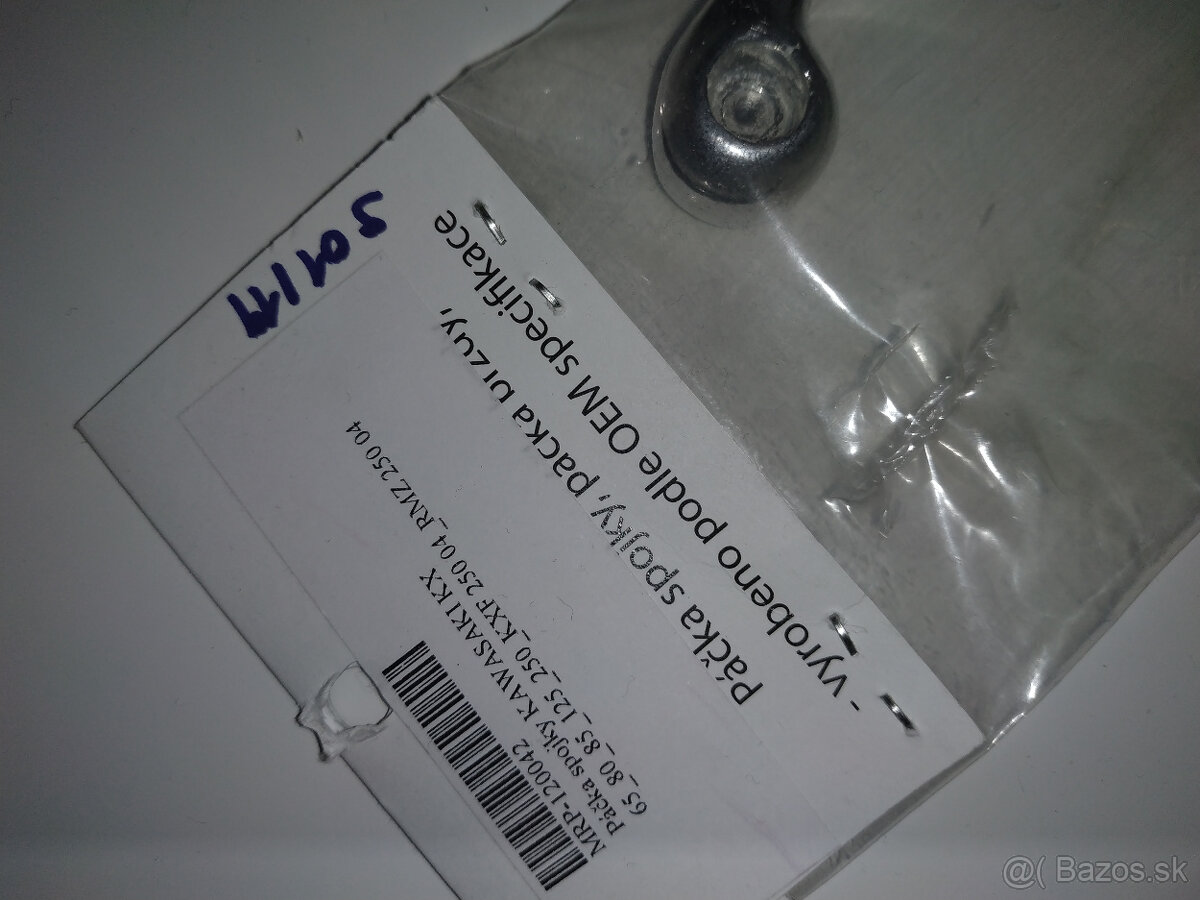 Páčka spojky, páčka brzdy,
- vyrobeno podle OEM specifikace
MRP-120042
Páčka spojky KAWASAKI KX
65_80_85_125_250_KXF 250 04_RMZ 250 04
@( Bazos.sk